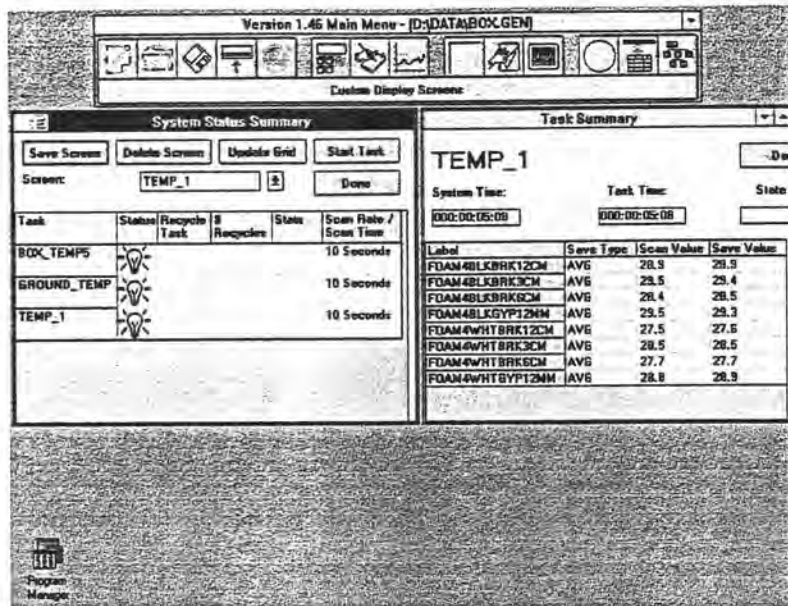 Version 1.46 Main Menu - [D:\DATA\BOX.GEN]
Custom Display Screens
System Status Summary
Save Screen Delete Screen Update Grid Start Task
Screen: TEMP_1 Done
Task Status Recycle Task # Recycles State Scan Rate / Scan Time
BOX_TEMP5 10 Seconds
GROUND_TEMP 10 Seconds
TEMP_1 10 Seconds
Task Summary
TEMP_1
System Time: Task Time: State
000:00:05:08 000:00:05:08
Label Save Type Scan Value Save Value
FOAM4BLKBRK12CM AVG 28.9
FOAM4BLKBRK3CM AVG 29.5 29.4
FOAM4BLKBRK6CM AVG 28.4 28.5
FOAM4BLKGYP12MM AVG 29.5 29.3
FOAM4WHTBRK12CM AVG 27.5 27.6
FOAM4WHTBRK3CM AVG 28.5 28.5
FOAM4WHTBRK6CM AVG 27.7 27.7
FOAM4WHTGYP12MM AVG 28.8 28.9
Program
Manager